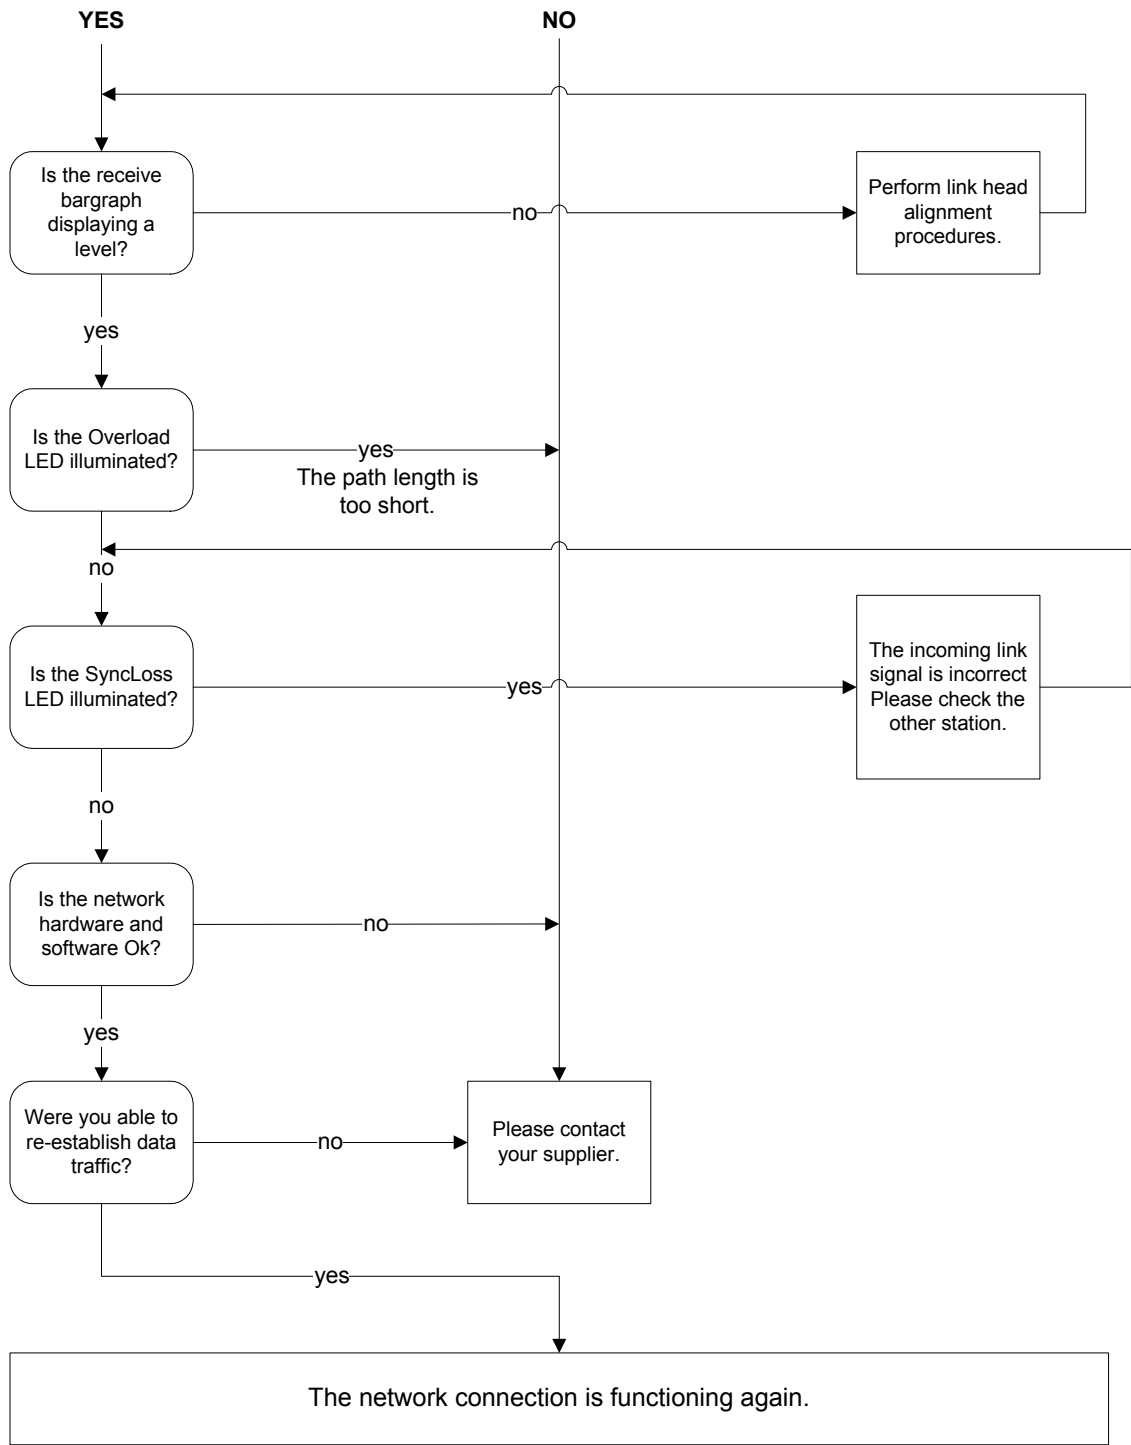 YES
NO
Is the receive
bargraph
displaying a
level?
no
Perform link head
alignment
procedures.
yes
Is the Overload
LED illuminated?
yes
The path length is
too short.
no
Is the SyncLoss
LED illuminated?
yes
The incoming link
signal is incorrect
Please check the
other station.
no
Is the network
hardware and
software Ok?
no
yes
Were you able to
re-establish data
traffic?
no
Please contact
your supplier.
yes
The network connection is functioning again.